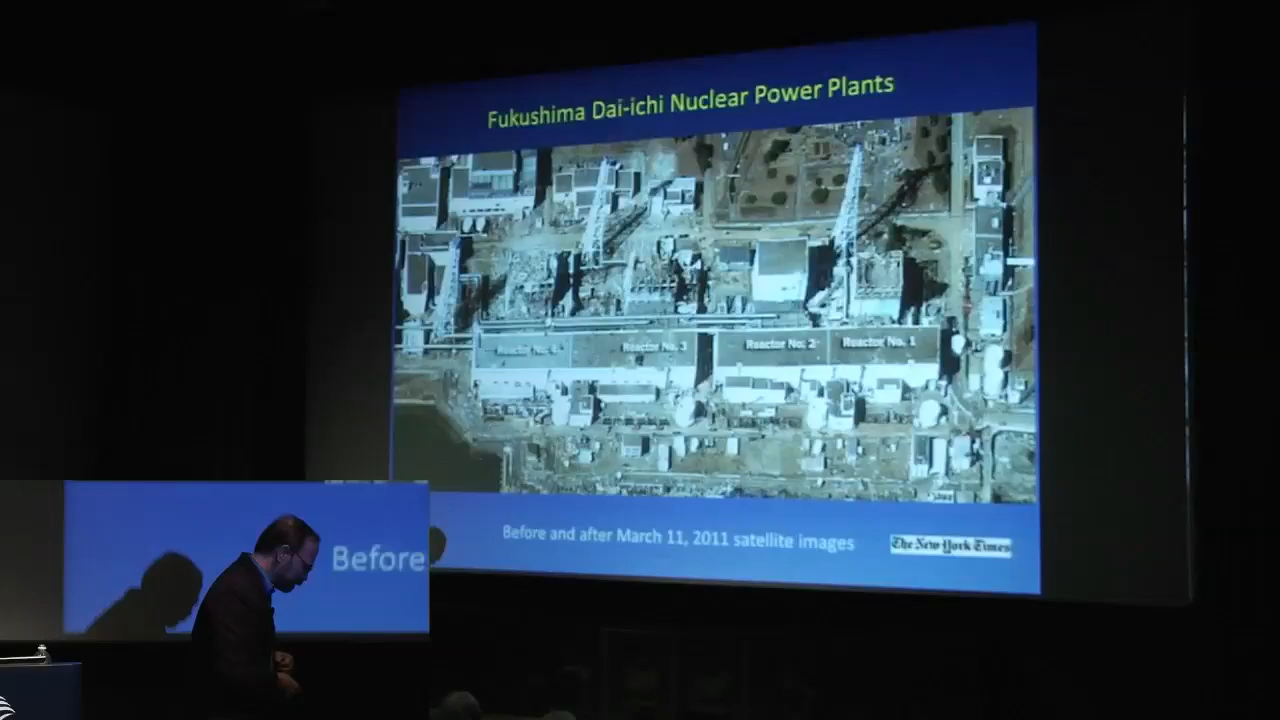 Fukushima Dai-ichi Nuclear Power Plants
Reactor No. 3
Reactor No. 2
Reactor No. 1
Before and after March 11, 2011 satellite images
The New York Times
Before